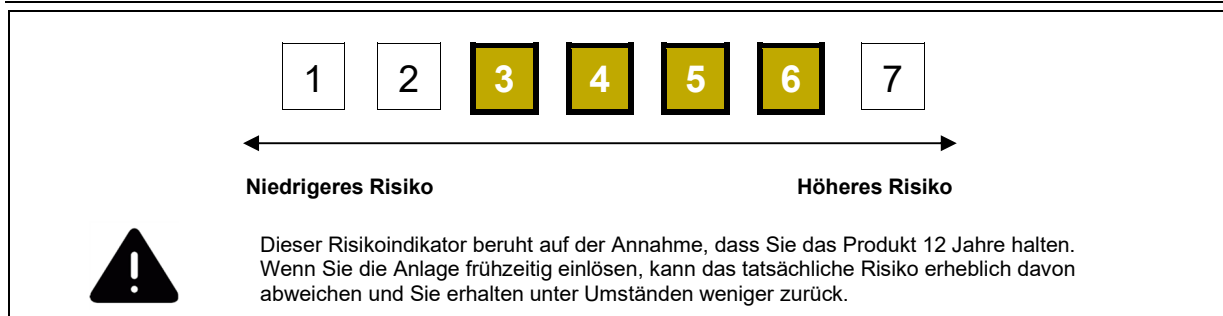 1 2 3 4 5 6 7
Niedrigeres Risiko Höheres Risiko
Dieser Risikoindikator beruht auf der Annahme, dass Sie das Produkt 12 Jahre halten.
Wenn Sie die Anlage frühzeitig einlösen, kann das tatsächliche Risiko erheblich davon
abweichen und Sie erhalten unter Umständen weniger zurück.